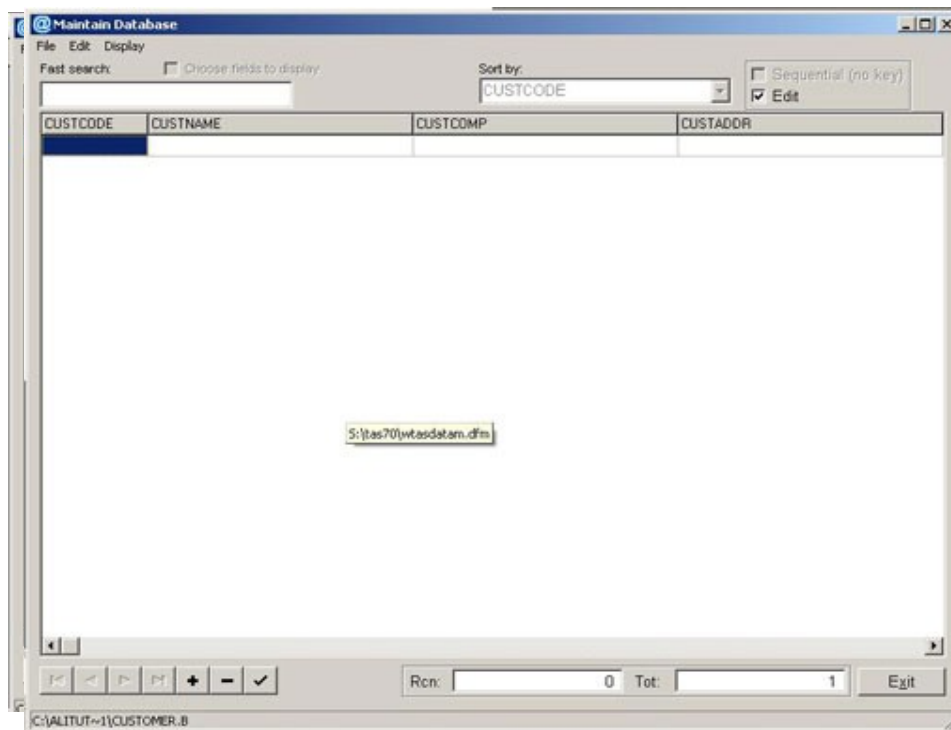 Maintain Database
File Edit Display
Fast search:
Choose fields to display
Sort by:
CUSTCODE
Sequential (no key)
Edit
CUSTCODE CUSTNAME CUSTCOMP CUSTADDR
S:\tas70\wtasdatam.dfm
Rcn: 0 Tot: 1 Exit
C:\ALITUT~1\CUSTOMER.B